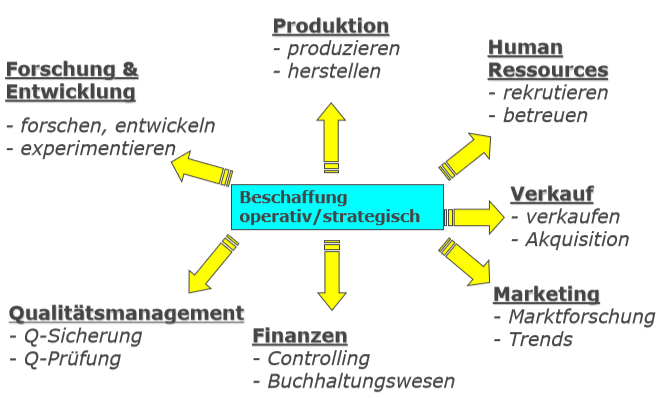 Produktion
- produzieren
- herstellen
Human
Ressources
- rekrutieren
- betreuen
Forschung &
Entwicklung
- forschen, entwickeln
- experimentieren
Beschaffung
operativ/strategisch
Verkauf
- verkaufen
- Akquisition
Marketing
- Marktforschung
- Trends
Qualitätsmanagement
- Q-Sicherung
- Q-Prüfung
Finanzen
- Controlling
- Buchhaltungswesen